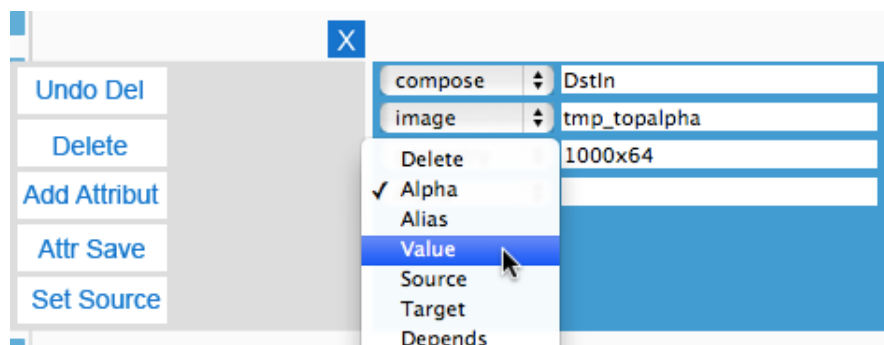 X
Undo Del
Delete
Add Attribut
Attr Save
Set Source
compose DstIn
image tmp_topalpha
1000x64
Delete
✓ Alpha
Alias
Value
Source
Target
Depends